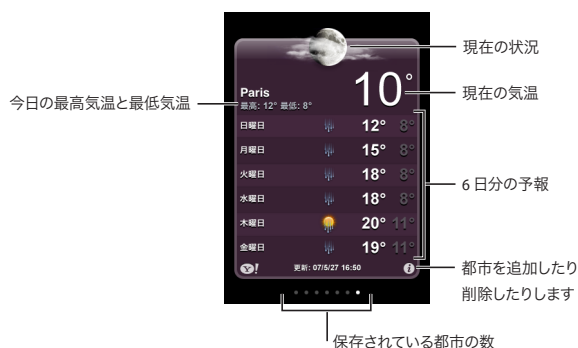 現在の状況
10°
現在の気温
Paris
最高: 12° 最低: 8°
今日の最高気温と最低気温
日曜日 12° 8°
月曜日 15° 8°
火曜日 18° 8°
水曜日 18° 8°
木曜日 20° 11°
金曜日 19° 11°
6 日分の予報
Y! 更新: 07/5/27 16:50 i
都市を追加したり
削除したりします
保存されている都市の数